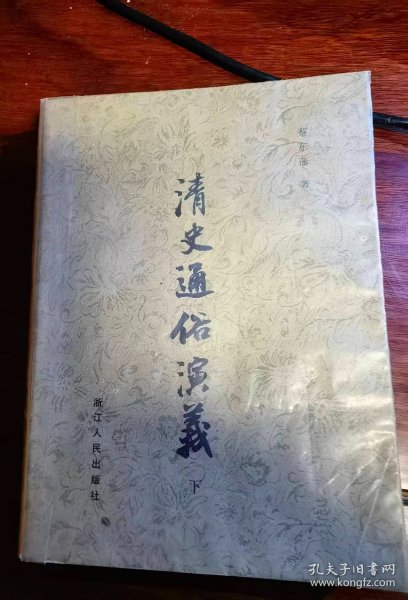 蔡东藩 著
清史通俗演義
下
浙江人民出版社
孔夫子旧书网
www.kongfz.com